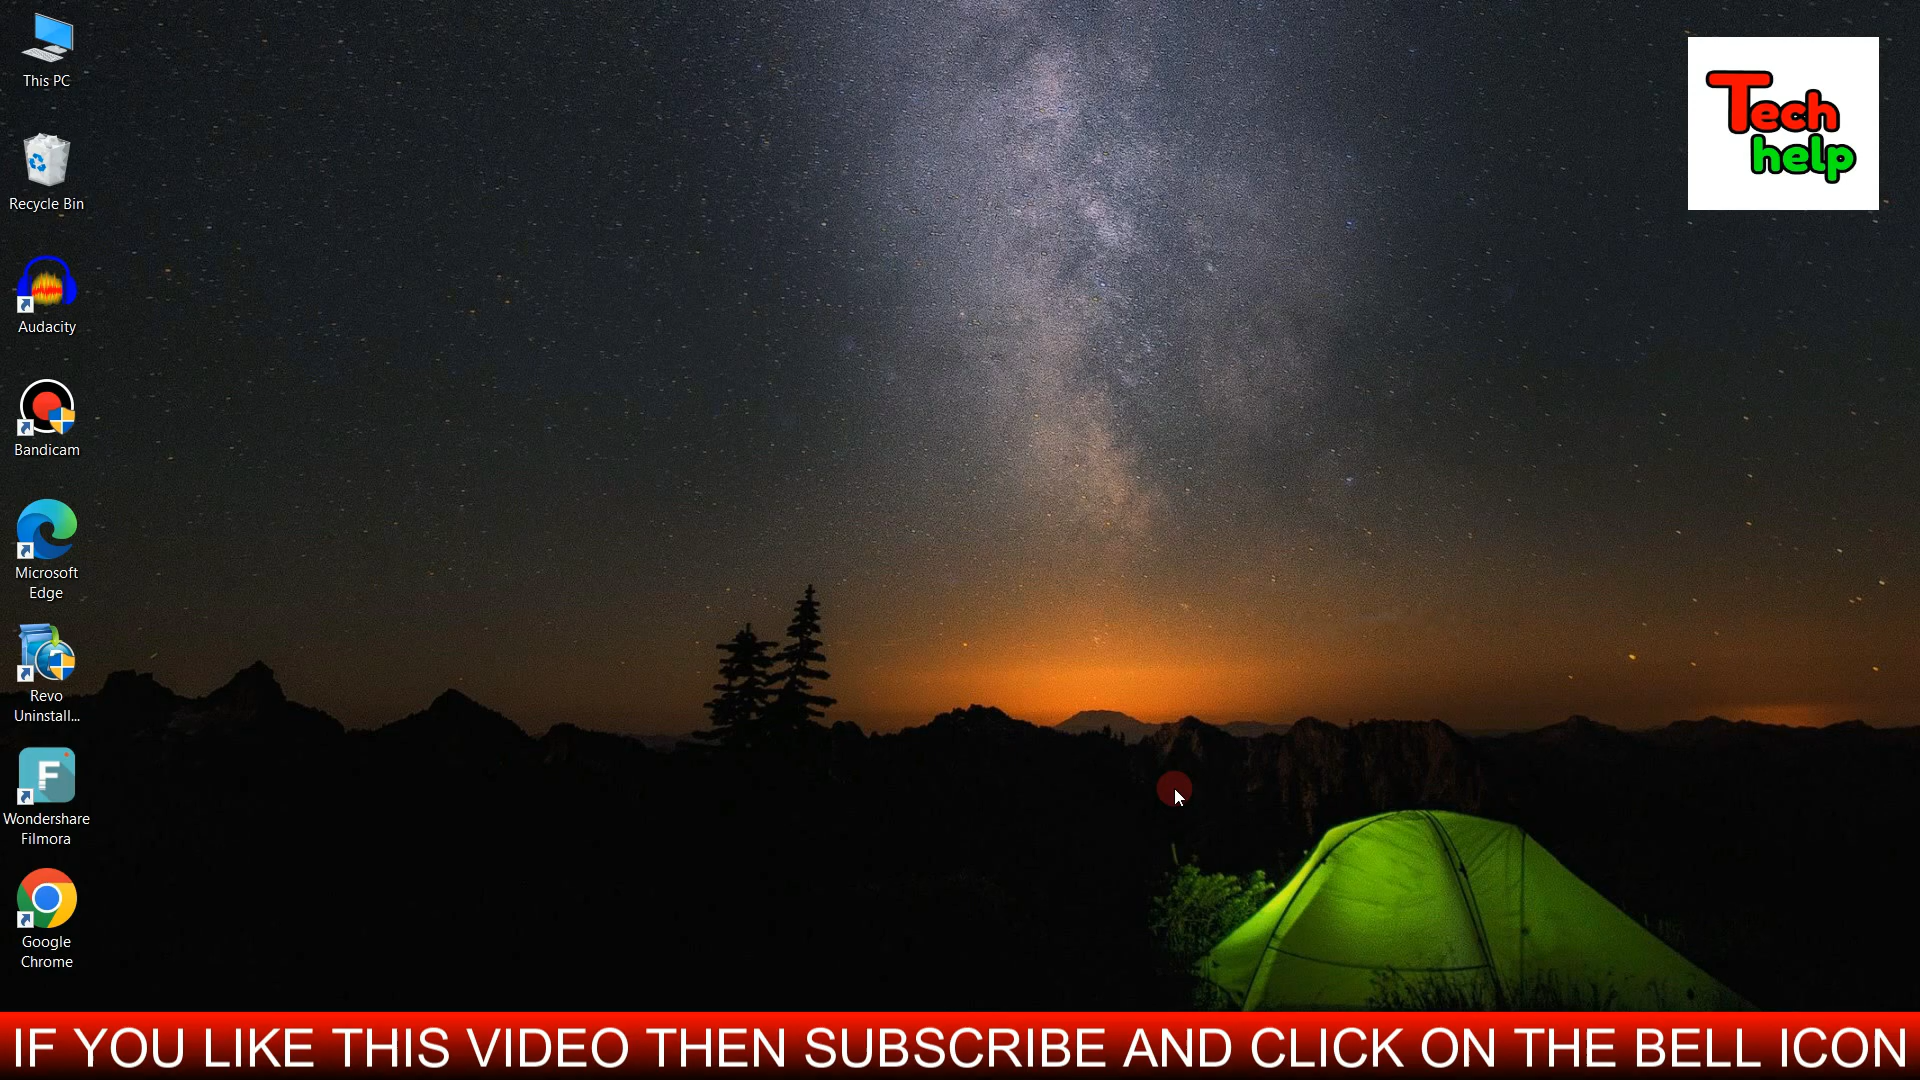 This PC
Recycle Bin
Audacity
Bandicam
Microsoft
Edge
Revo
Uninstall...
Wondershare
Filmora
Google
Chrome
Tech
help
IF YOU LIKE THIS VIDEO THEN SUBSCRIBE AND CLICK ON THE BELL ICON